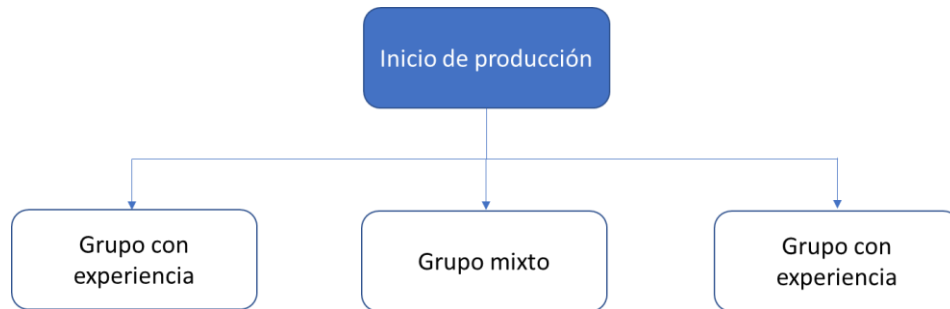 Inicio de producción
Grupo con
experiencia
Grupo mixto
Grupo con
experiencia